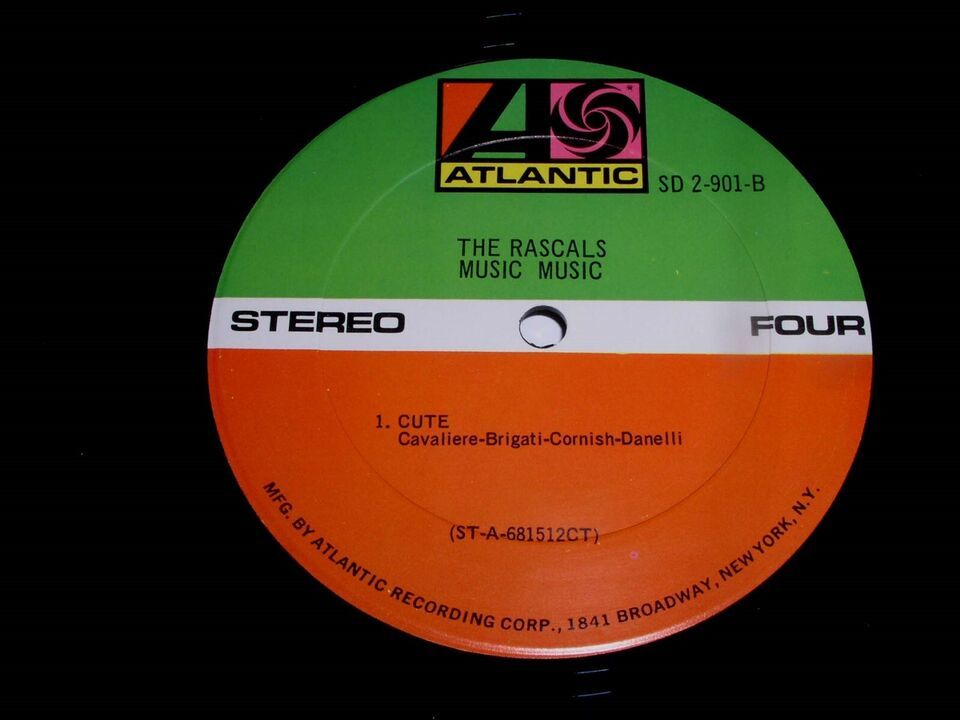 ATLANTIC
SD 2-901-B
THE RASCALS
MUSIC MUSIC
STEREO
FOUR
1. CUTE
Cavaliere-Brigati-Cornish-Danelli
(ST-A-681512CT)
MFG. BY ATLANTIC RECORDING CORP., 1841 BROADWAY, NEW YORK, N.Y.